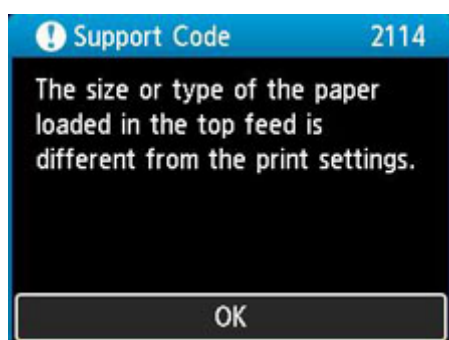 Support Code 2114
The size or type of the paper
loaded in the top feed is
different from the print settings.
OK